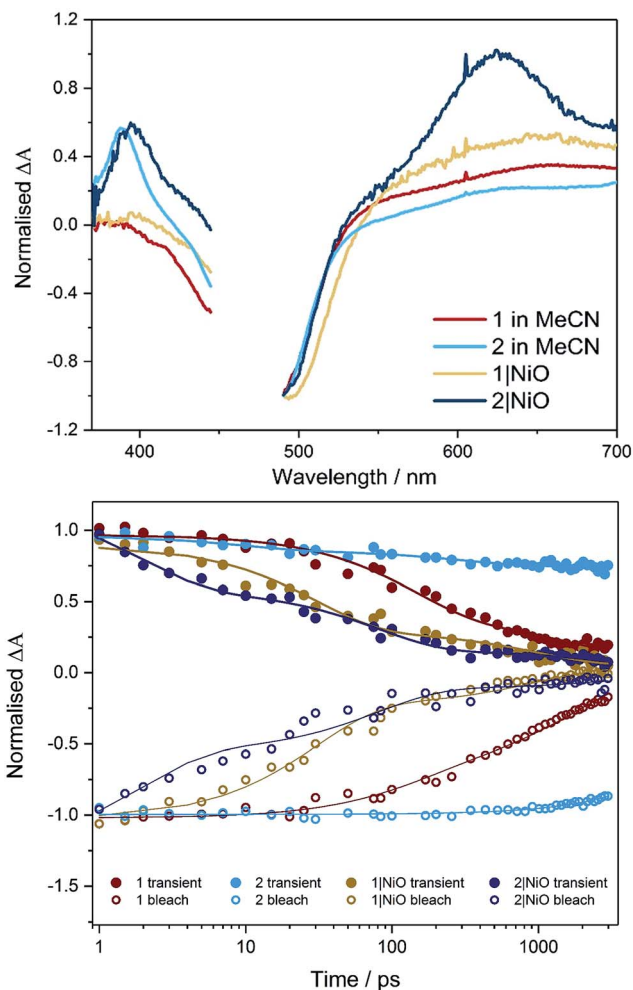 1.2
0.8
0.4
0.0
-0.4
-0.8
-1.2
Normalised ΔA
1 in MeCN
2 in MeCN
1|NiO
2|NiO
400 500 600 700
Wavelength / nm
1.0
0.5
0.0
-0.5
-1.0
-1.5
Normalised ΔA
1 transient 2 transient 1|NiO transient 2|NiO transient
1 bleach 2 bleach 1|NiO bleach 2|NiO bleach
1 10 100 1000
Time / ps